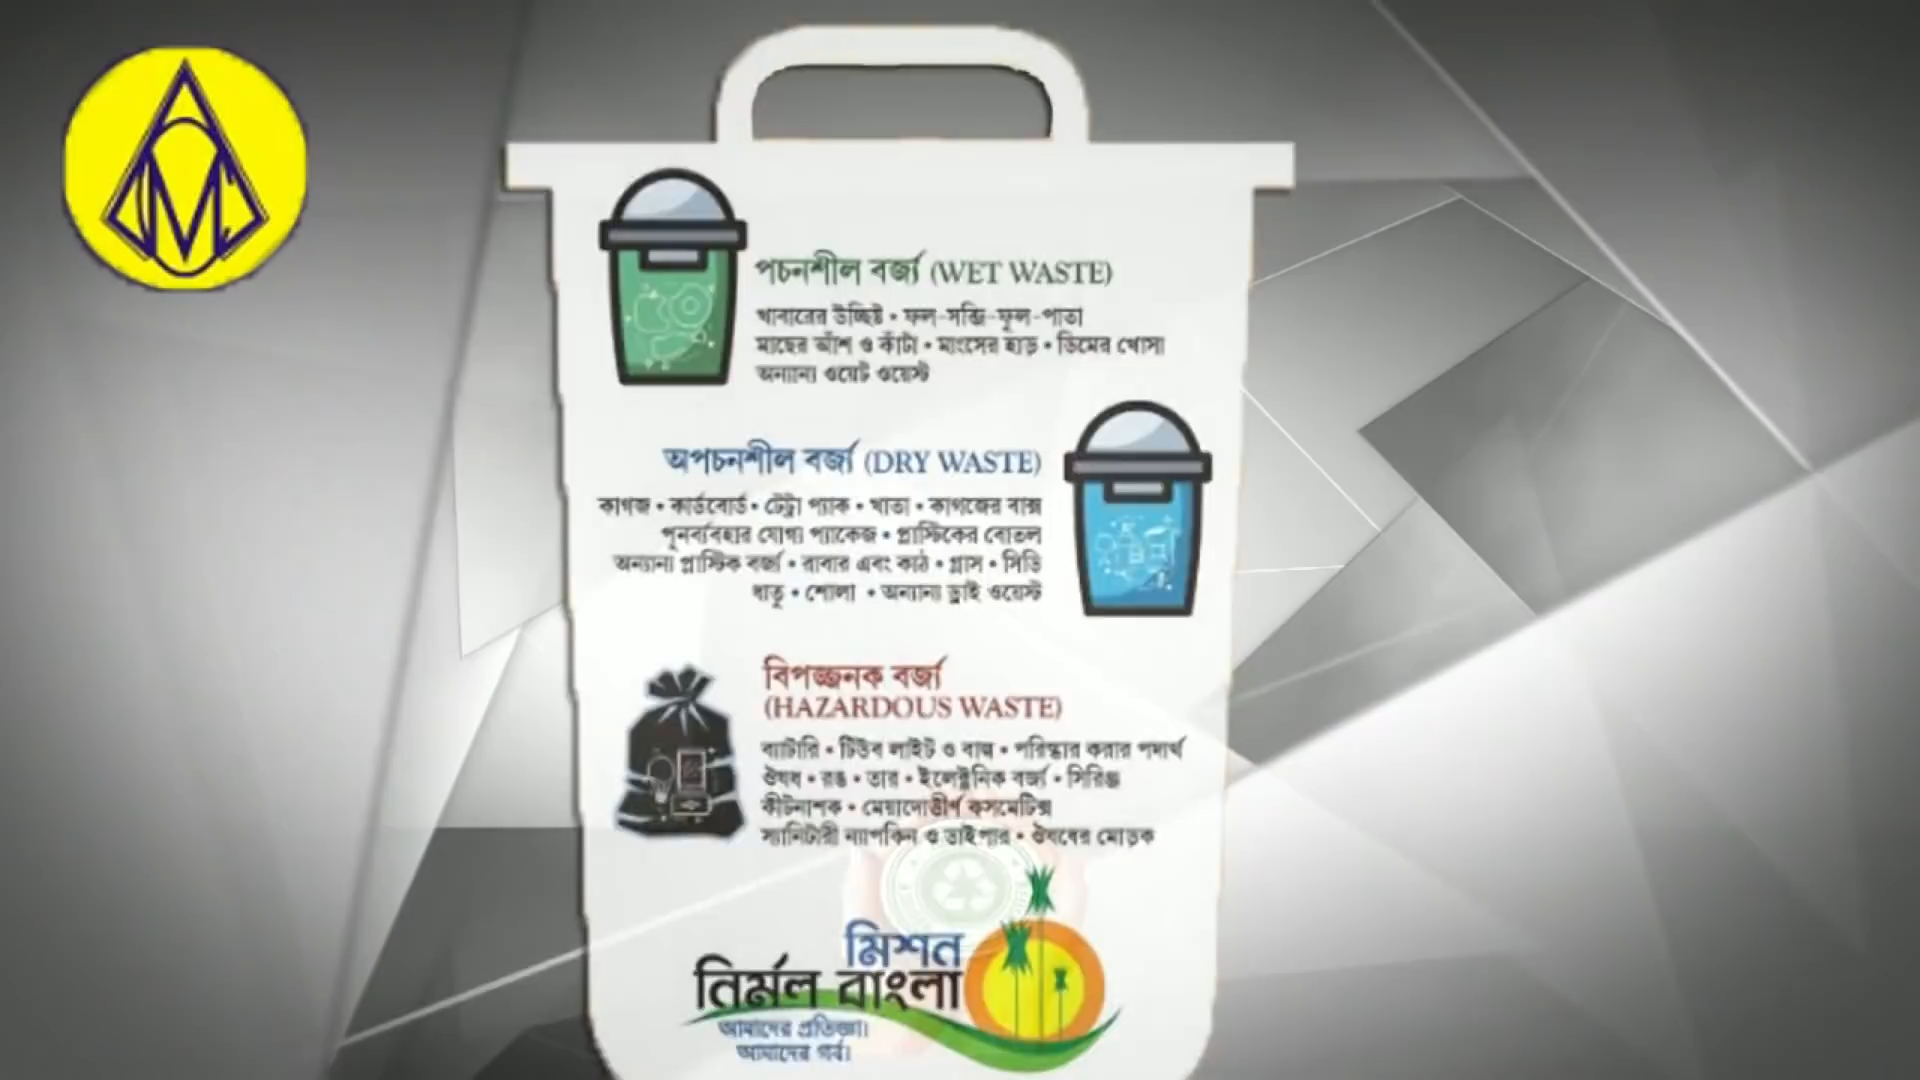 পচনশীল বর্জ্য (WET WASTE)
খাবারের উচ্ছিষ্ট • ফল-সব্জি-ফুল-পাতা
মাছের আঁশ ও কাঁটা • মাংসের হাড় • ডিমের খোসা
অন্যান্য ওয়েট ওয়েস্ট
অপচনশীল বর্জ্য (DRY WASTE)
কাগজ • কার্ডবোর্ড • টেট্রা প্যাক • খাতা • কাগজের বাক্স
পুনর্ব্যবহার যোগ্য প্যাকেজ • প্লাস্টিকের বোতল
অন্যান্য প্লাস্টিক বর্জ্য • রাবার এবং কাঠ • গ্লাস • সিডি
ধাতু • শোলা • অন্যান্য ড্রাই ওয়েস্ট
বিপজ্জনক বর্জ্য
(HAZARDOUS WASTE)
ব্যাটারি • টিউব লাইট ও বাল্ব • পরিস্কার করার পদার্থ
ঔষধ • রঙ • তার • ইলেক্ট্রনিক বর্জ্য • সিরিঞ্জ
কীটনাশক • মেয়াদোত্তীর্ণ কসমেটিক্স
স্যানিটারী ন্যাপকিন ও ডাইপার • ঔষধের মোড়ক
মিশন
নির্মল বাংলা
আমাদের প্রতিজ্ঞা।
আমাদের গর্ব।